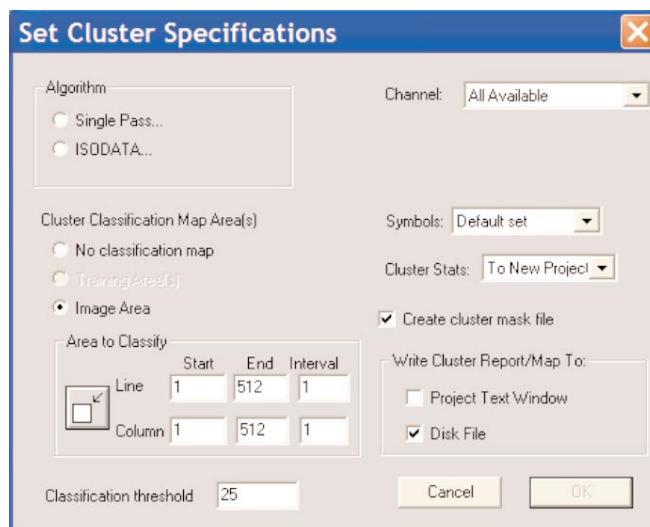 Set Cluster Specifications
Algorithm
Single Pass...
ISODATA...
Channel: All Available
Cluster Classification Map Area(s)
No classification map
Training Area(s)
Image Area
Symbols: Default set
Cluster Stats: To New Project
Create cluster mask file
Area to Classify
Start End Interval
Line 1 512 1
Column 1 512 1
Write Cluster Report/Map To:
Project Text Window
Disk File
Classification threshold 25
Cancel OK